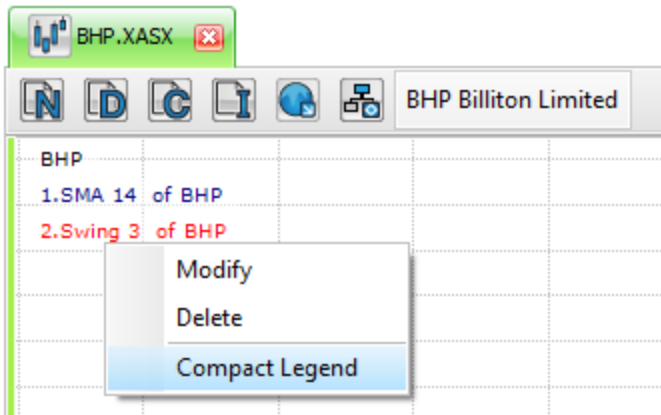 BHP.XASX
N D C I BHP Billiton Limited
BHP
1.SMA 14 of BHP
2.Swing 3 of BHP
Modify
Delete
Compact Legend